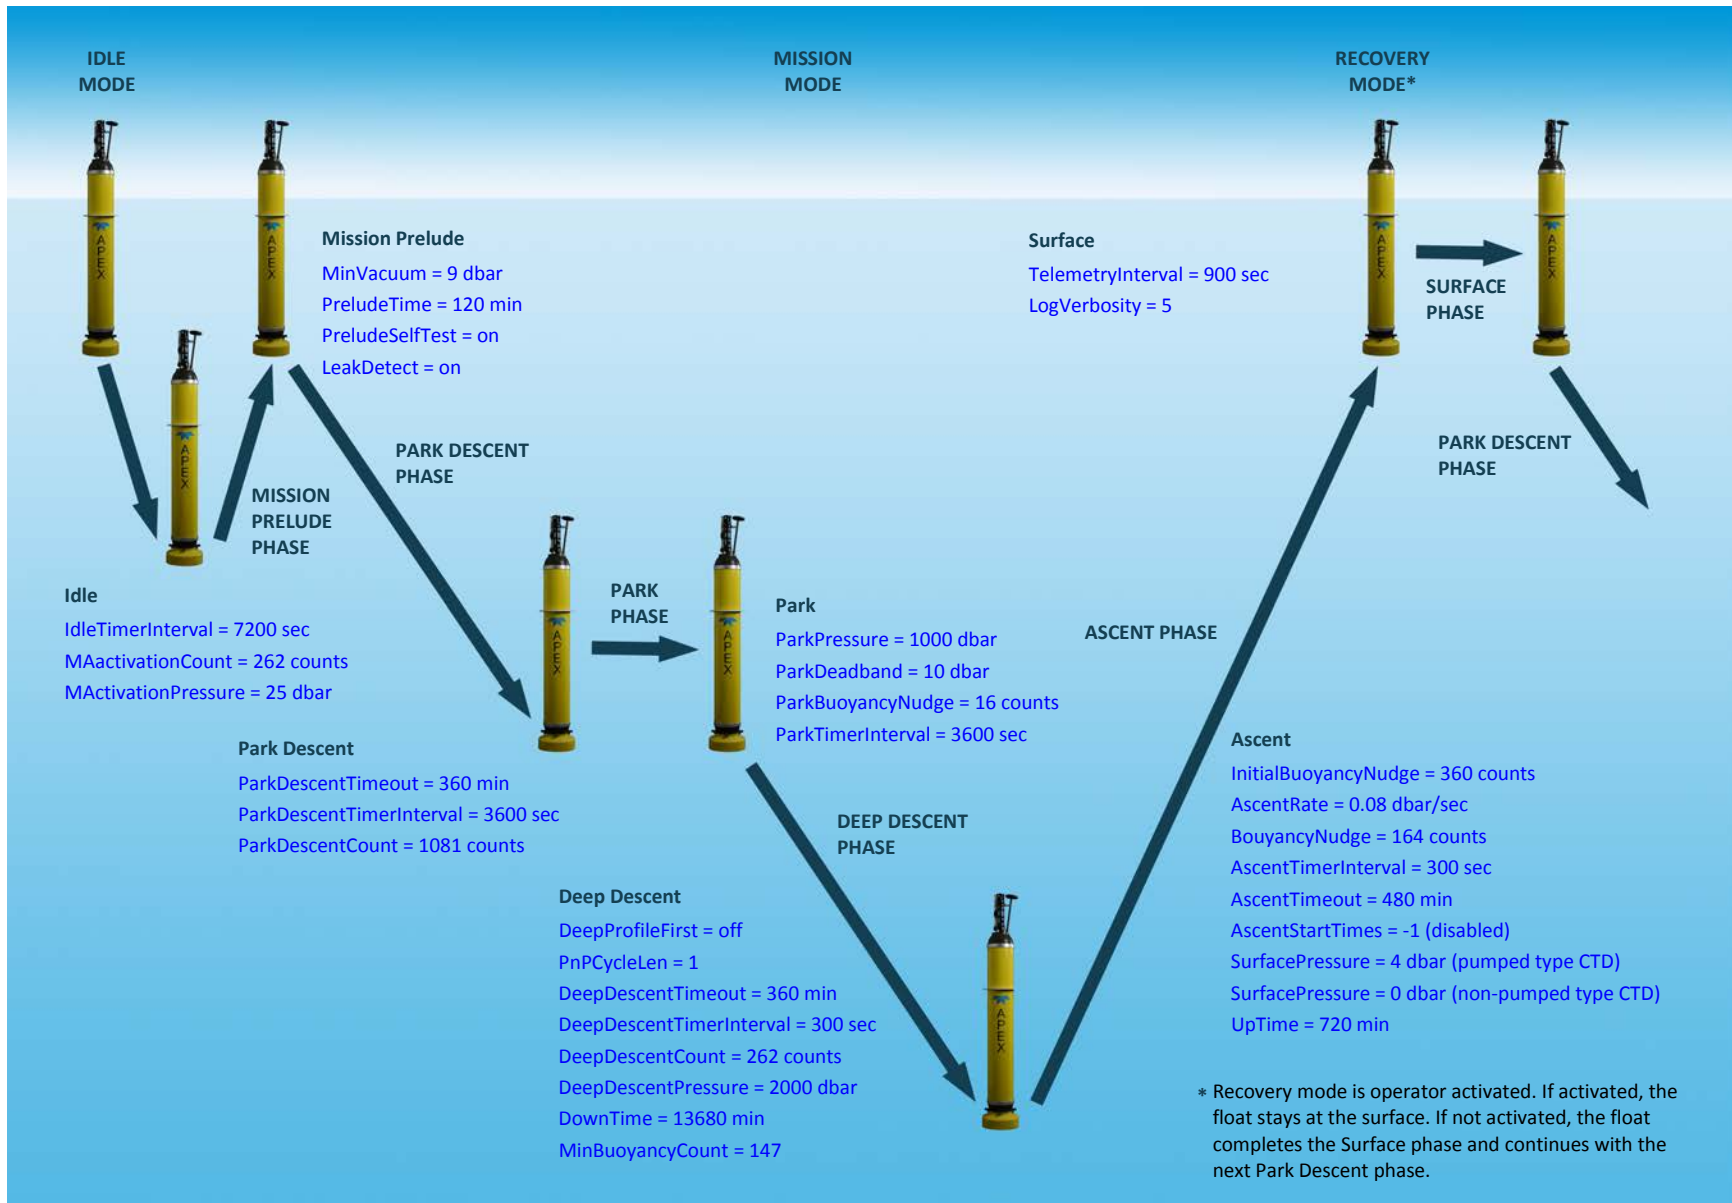 IDLE
MODE
MISSION
MODE
RECOVERY
MODE*
APEX
APEX
APEX
APEX
Mission Prelude
MinVacuum = 9 dbar
PreludeTime = 120 min
PreludeSelfTest = on
LeakDetect = on
Surface
TelemetryInterval = 900 sec
LogVerbosity = 5
SURFACE
PHASE
APEX
MISSION
PRELUDE
PHASE
PARK DESCENT
PHASE
PARK DESCENT
PHASE
Idle
IdleTimerInterval = 7200 sec
MAactivationCount = 262 counts
MActivationPressure = 25 dbar
APEX
PARK
PHASE
APEX
Park
ParkPressure = 1000 dbar
ParkDeadband = 10 dbar
ParkBuoyancyNudge = 16 counts
ParkTimerInterval = 3600 sec
ASCENT PHASE
Park Descent
ParkDescentTimeout = 360 min
ParkDescentTimerInterval = 3600 sec
ParkDescentCount = 1081 counts
DEEP DESCENT
PHASE
Ascent
InitialBuoyancyNudge = 360 counts
AscentRate = 0.08 dbar/sec
BouyancyNudge = 164 counts
AscentTimerInterval = 300 sec
AscentTimeout = 480 min
AscentStartTimes = -1 (disabled)
SurfacePressure = 4 dbar (pumped type CTD)
SurfacePressure = 0 dbar (non-pumped type CTD)
UpTime = 720 min
Deep Descent
DeepProfileFirst = off
PnPCycleLen = 1
DeepDescentTimeout = 360 min
DeepDescentTimerInterval = 300 sec
DeepDescentCount = 262 counts
DeepDescentPressure = 2000 dbar
DownTime = 13680 min
MinBuoyancyCount = 147
APEX
* Recovery mode is operator activated. If activated, the
float stays at the surface. If not activated, the float
completes the Surface phase and continues with the
next Park Descent phase.